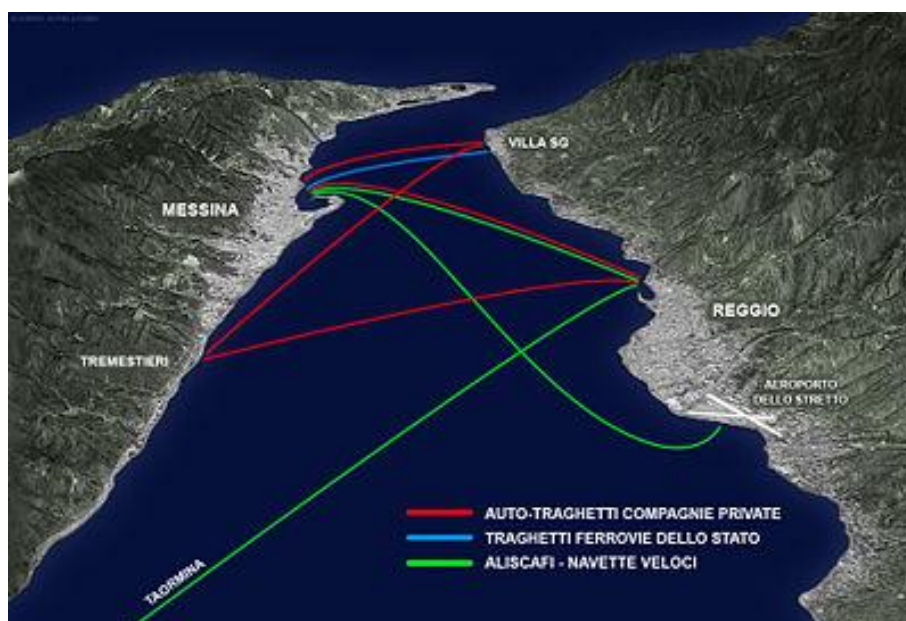 VILLA SG
MESSINA
REGGIO
TREMESTIERI
AEROPORTO
DELLO STRETTO
AUTO-TRAGHETTI COMPAGNIE PRIVATE
TRAGHETTI FERROVIE DELLO STATO
ALISCAFI - NAVETTE VELOCI
TAORMINA